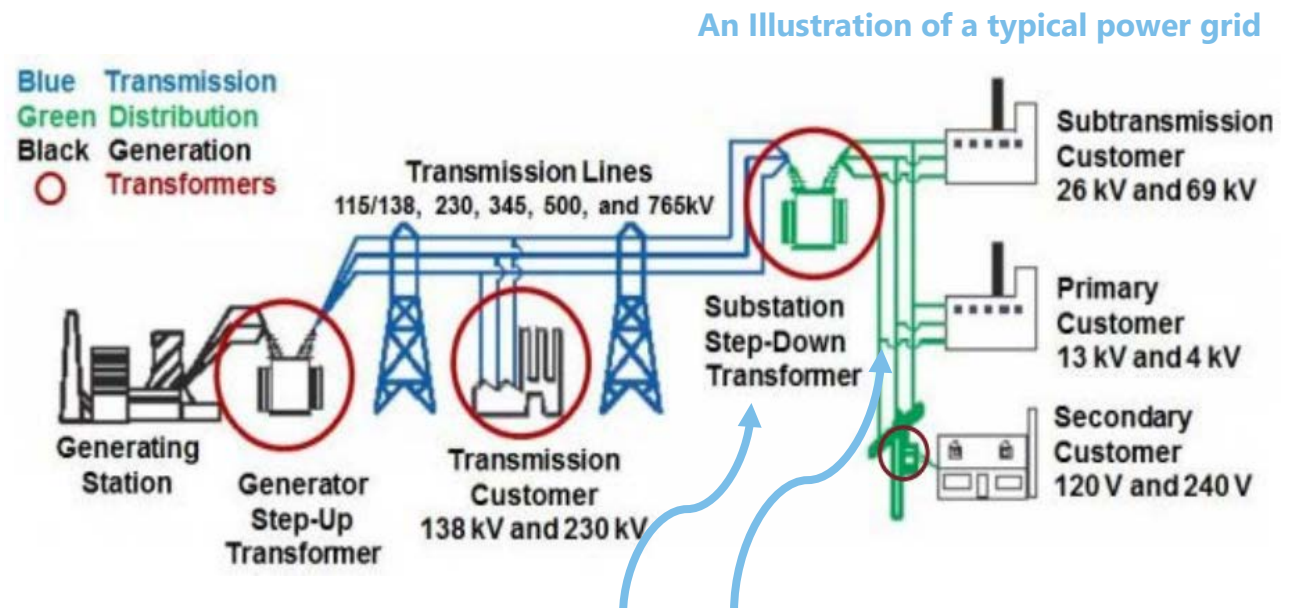 An Illustration of a typical power grid
Blue Transmission
Green Distribution
Black Generation
Transformers
Transmission Lines
115/138, 230, 345, 500, and 765kV
Subtransmission
Customer
26 kV and 69 kV
Substation
Step-Down
Transformer
Primary
Customer
13 kV and 4 kV
Secondary
Customer
120 V and 240 V
Generating
Station
Generator
Step-Up
Transformer
Transmission
Customer
138 kV and 230 kV